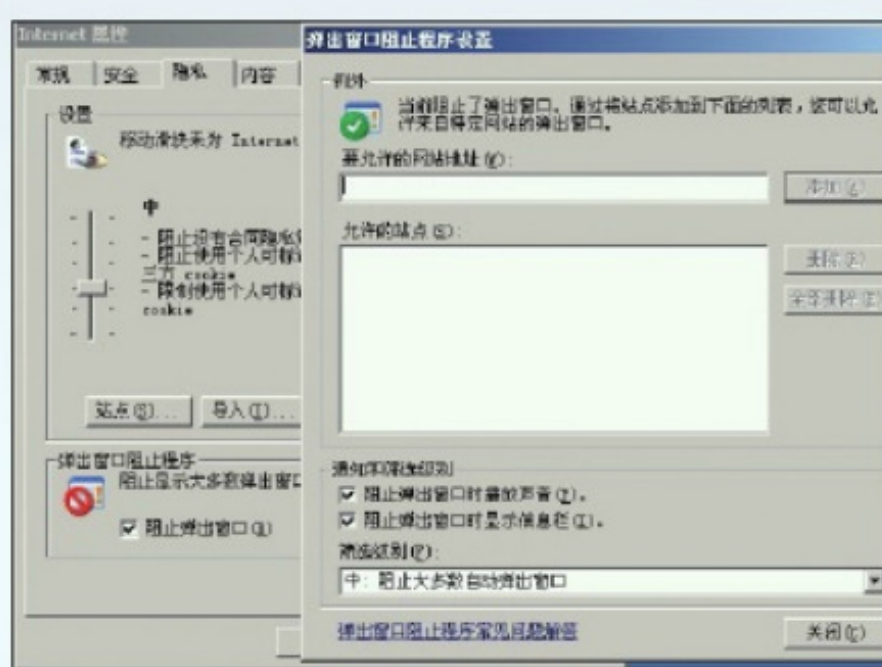 Internet 属性
常规 安全 隐私 内容
设置
移动滑块来为 Internet
中
- 阻止没有合同隐私
- 阻止使用个人可标
三方 cookie
- 限制使用个人可标
cookie
站点(S)... 导入(I)...
弹出窗口阻止程序
阻止显示大多数弹出窗口
阻止弹出窗口
弹出窗口阻止程序设置
例外
当前阻止了弹出窗口。通过将站点添加到下面的列表,您可以允
许来自特定网站的弹出窗口。
要允许的网站地址(W):
添加(A)
允许的站点(S):
删除(R)
全部删除(E)
通知和筛选级别
阻止弹出窗口时播放声音(P)。
阻止弹出窗口时显示信息栏(I)。
筛选级别(F):
中: 阻止大多数自动弹出窗口
弹出窗口阻止程序常见问题解答
关闭(C)